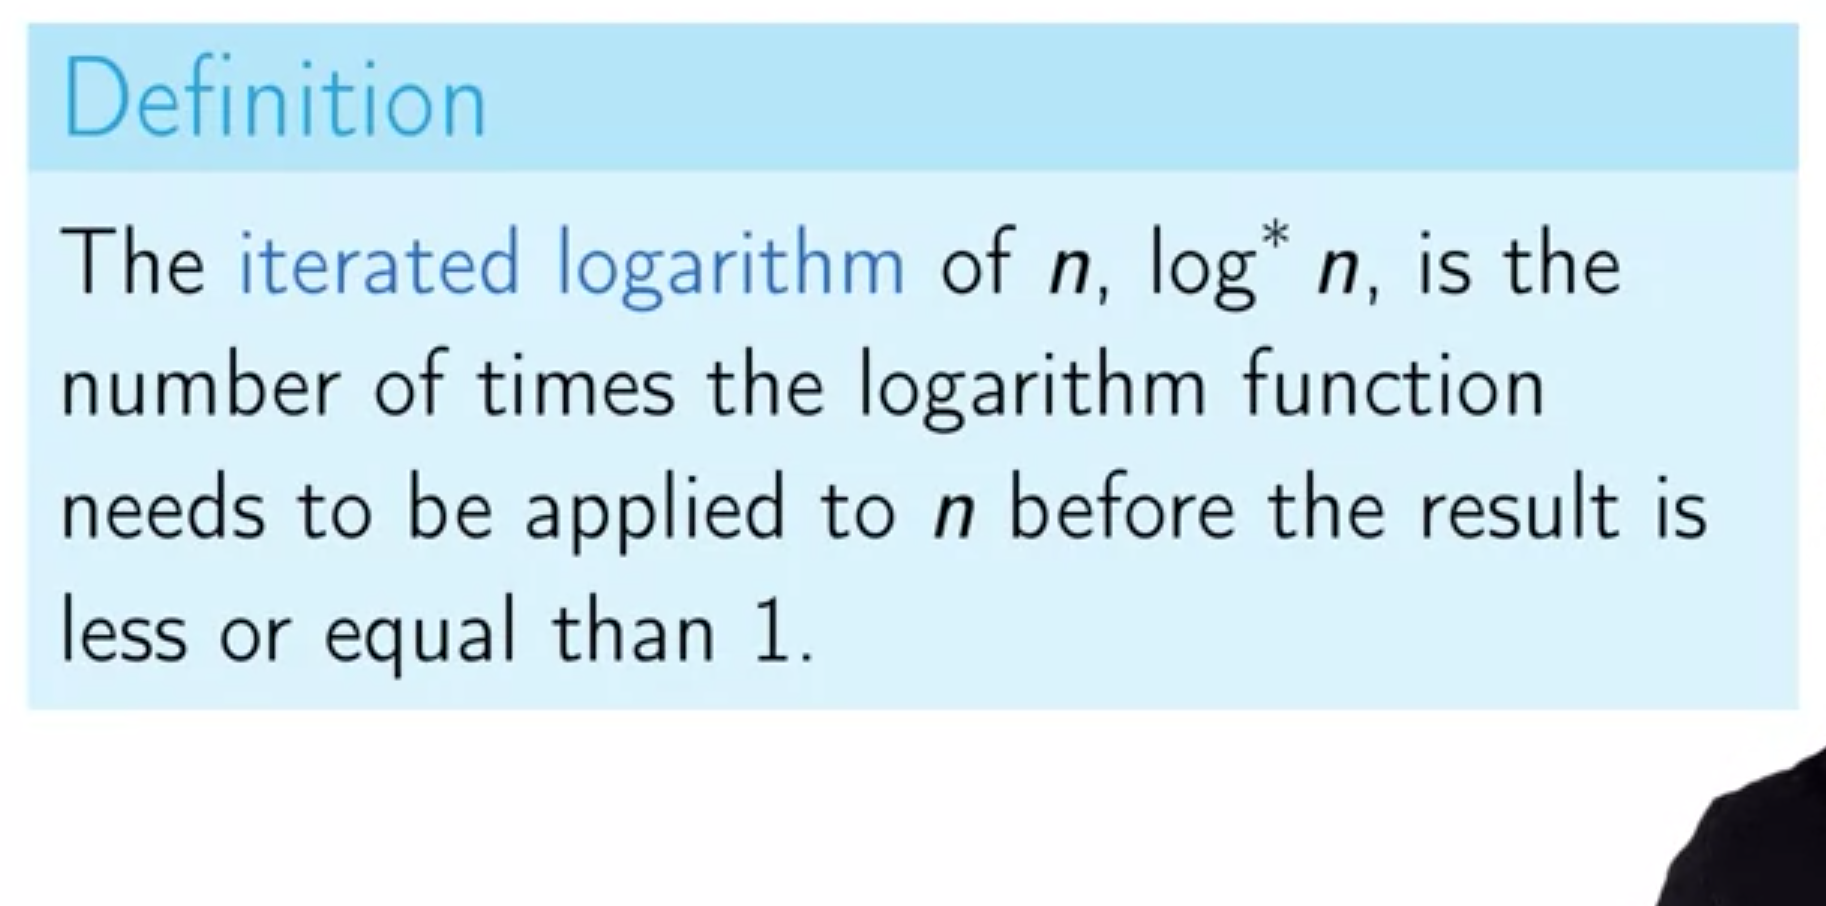 Definition
The iterated logarithm of n, log* n, is the
number of times the logarithm function
needs to be applied to n before the result is
less or equal than 1.